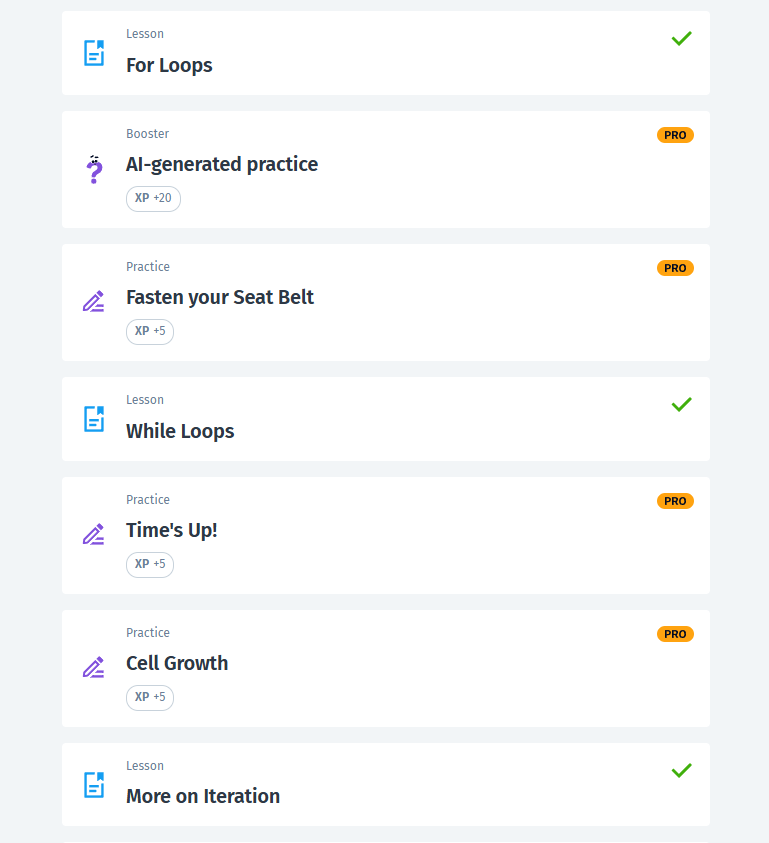 Lesson
For Loops
Booster
PRO
AI-generated practice
XP +20
Practice
PRO
Fasten your Seat Belt
XP +5
Lesson
While Loops
Practice
PRO
Time's Up!
XP +5
Practice
PRO
Cell Growth
XP +5
Lesson
More on Iteration